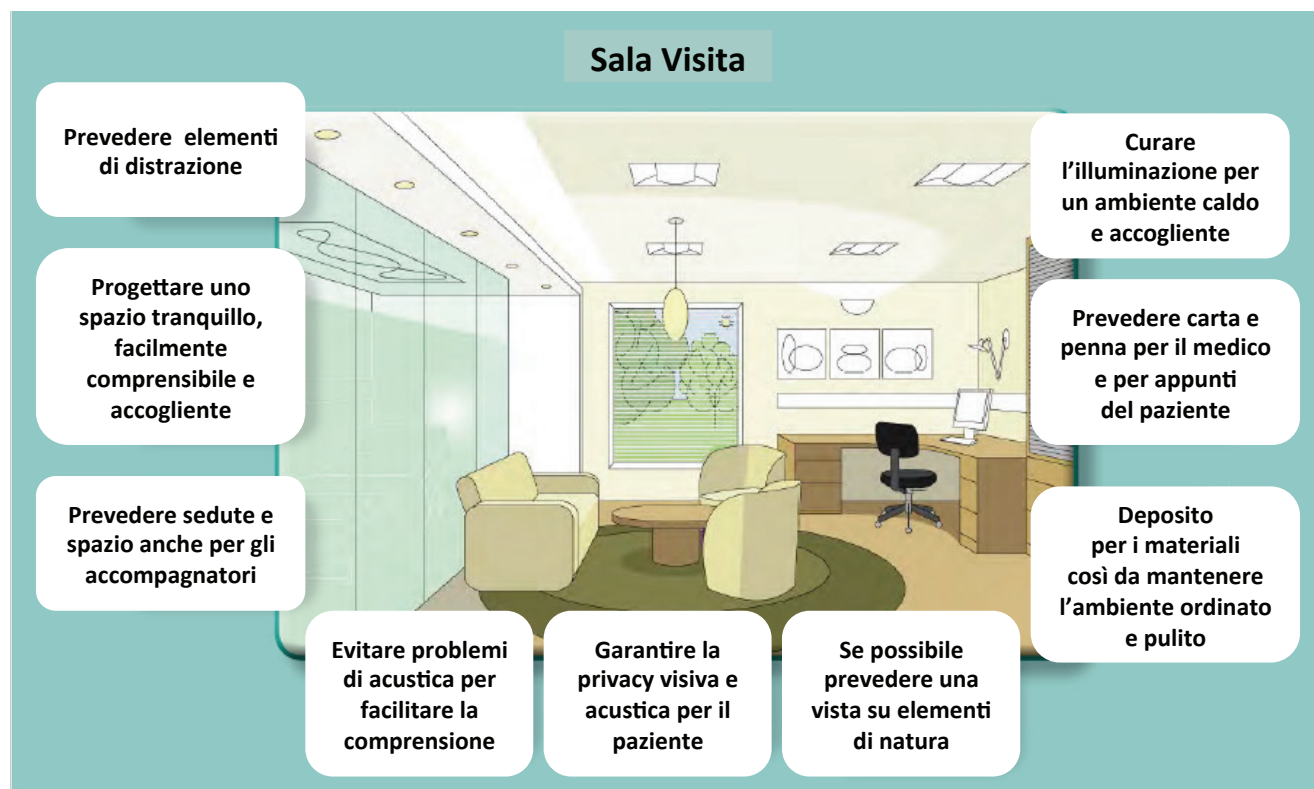 Sala Visita
Prevedere elementi
di distrazione
Progettare uno
spazio tranquillo,
facilmente
comprensibile e
accogliente
Prevedere sedute e
spazio anche per gli
accompagnatori
Evitare problemi
di acustica per
facilitare la
comprensione
Garantire la
privacy visiva e
acustica per il
paziente
Se possibile
prevedere una
vista su elementi
di natura
Curare
l’illuminazione per
un ambiente caldo
e accogliente
Prevedere carta e
penna per il medico
e per appunti
del paziente
Deposito
per i materiali
così da mantenere
l’ambiente ordinato
e pulito